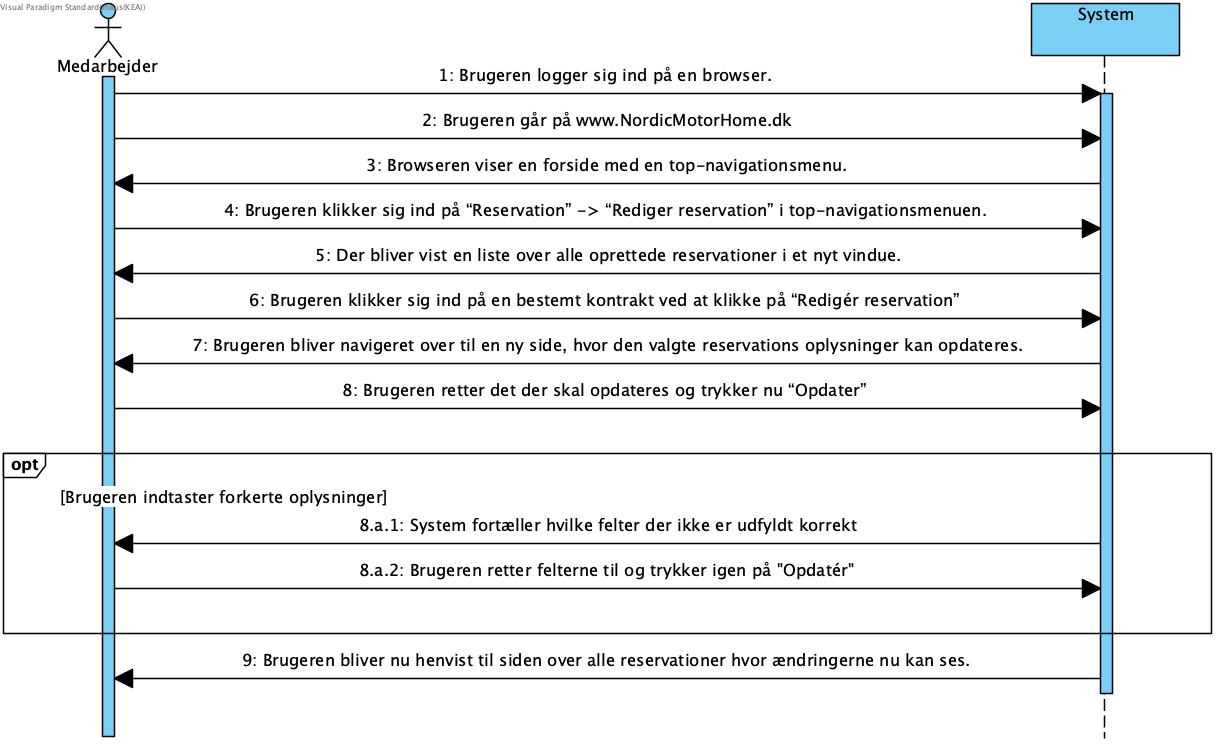 Visual Paradigm Standard
(KEA))
System
Medarbejder
1: Brugeren logger sig ind på en browser.
2: Brugeren går på www.NordicMotorHome.dk
3: Browseren viser en forside med en top-navigationsmenu.
4: Brugeren klikker sig ind på “Reservation” -> “Rediger reservation” i top-navigationsmenuen.
5: Der bliver vist en liste over alle oprettede reservationer i et nyt vindue.
6: Brugeren klikker sig ind på en bestemt kontrakt ved at klikke på “Redigér reservation”
7: Brugeren bliver navigeret over til en ny side, hvor den valgte reservations oplysninger kan opdateres.
8: Brugeren retter det der skal opdateres og trykker nu “Opdater”
opt
[Brugeren indtaster forkerte oplysninger]
8.a.1: System fortæller hvilke felter der ikke er udfyldt korrekt
8.a.2: Brugeren retter felterne til og trykker igen på "Opdatér"
9: Brugeren bliver nu henvist til siden over alle reservationer hvor ændringerne nu kan ses.